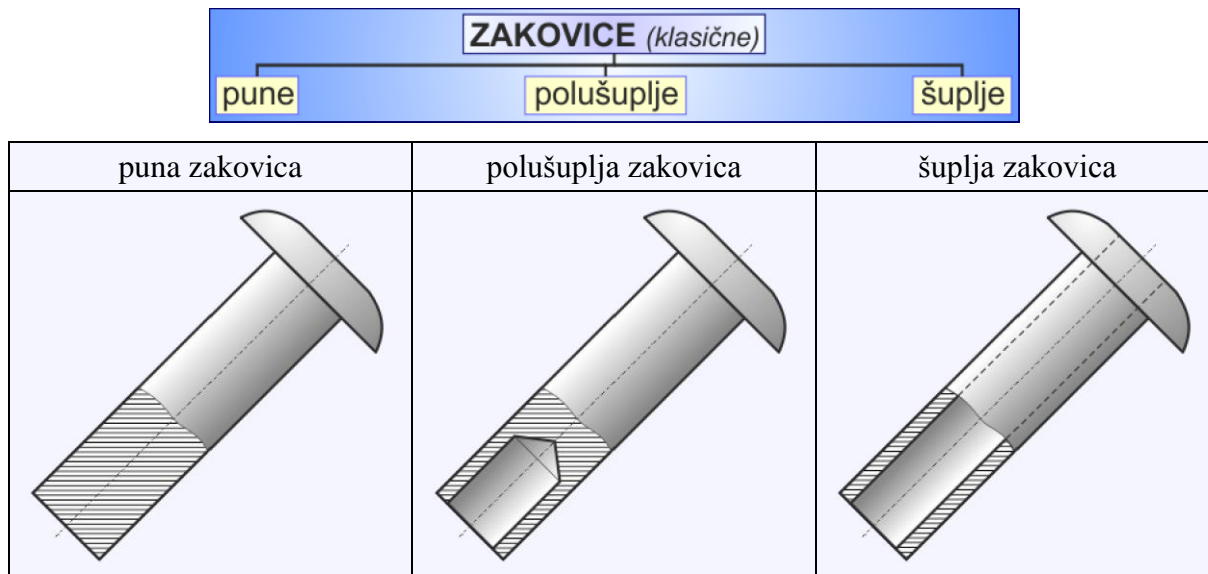 ZAKOVICE (klasične)
pune polušuplje šuplje
puna zakovica polušuplja zakovica šuplja zakovica